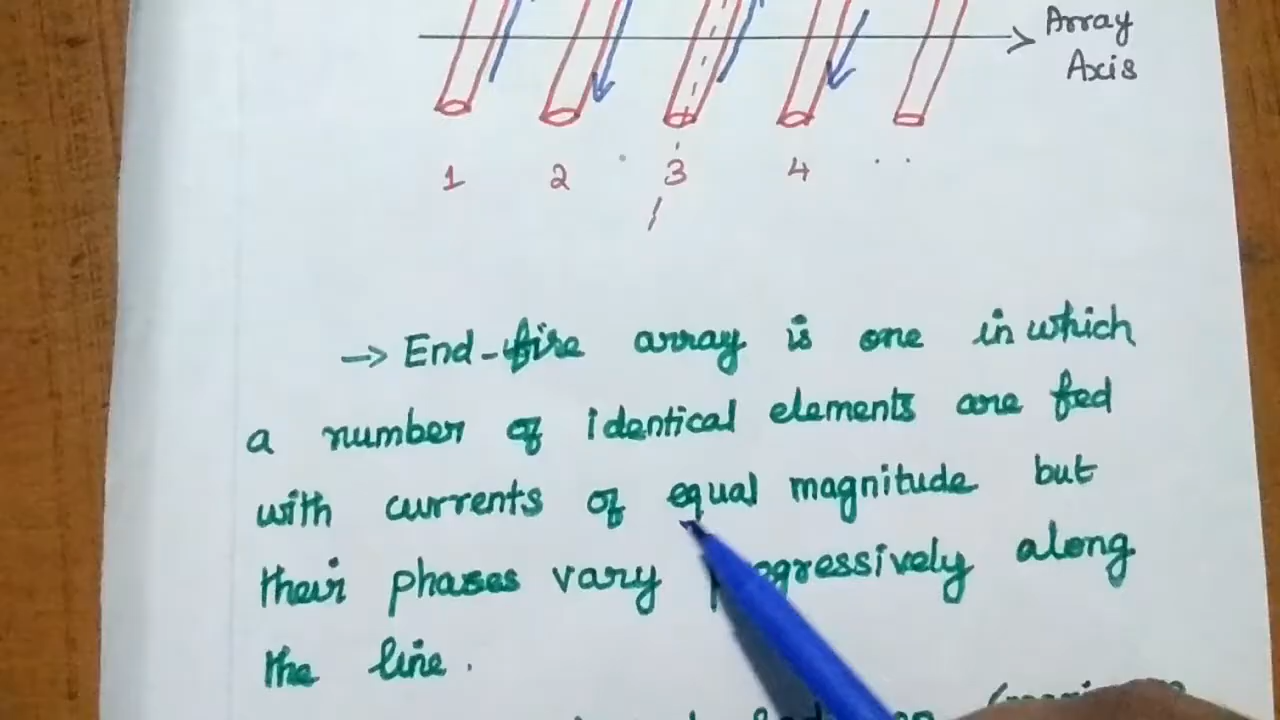 Array
Axis
1 2 3 4 . .
→ End-fire array is one in which
a number of identical elements are fed
with currents of equal magnitude but
their phases vary progressively along
the line.